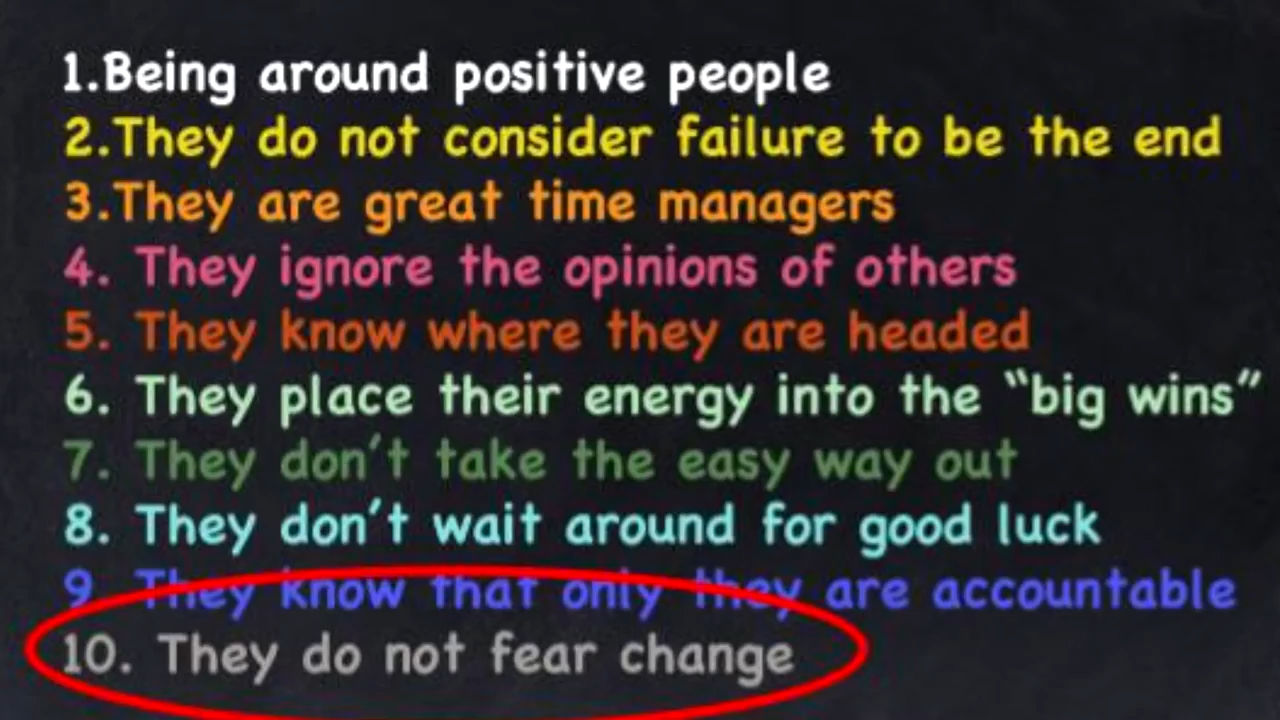 1.Being around positive people
2.They do not consider failure to be the end
3.They are great time managers
4. They ignore the opinions of others
5. They know where they are headed
6. They place their energy into the “big wins”
7. They don’t take the easy way out
8. They don’t wait around for good luck
9. They know that only they are accountable
10. They do not fear change